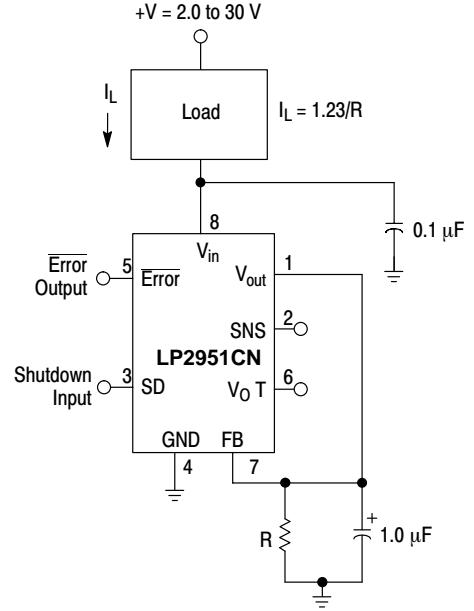 +V = 2.0 to 30 V
I_L
Load
I_L = 1.23/R
8
0.1 μF
V_in
Error
Output
5
Error
V_out
1
SNS
2
LP2951CN
Shutdown
Input
3
SD
V_O T
6
GND
FB
4
7
R
+
1.0 μF